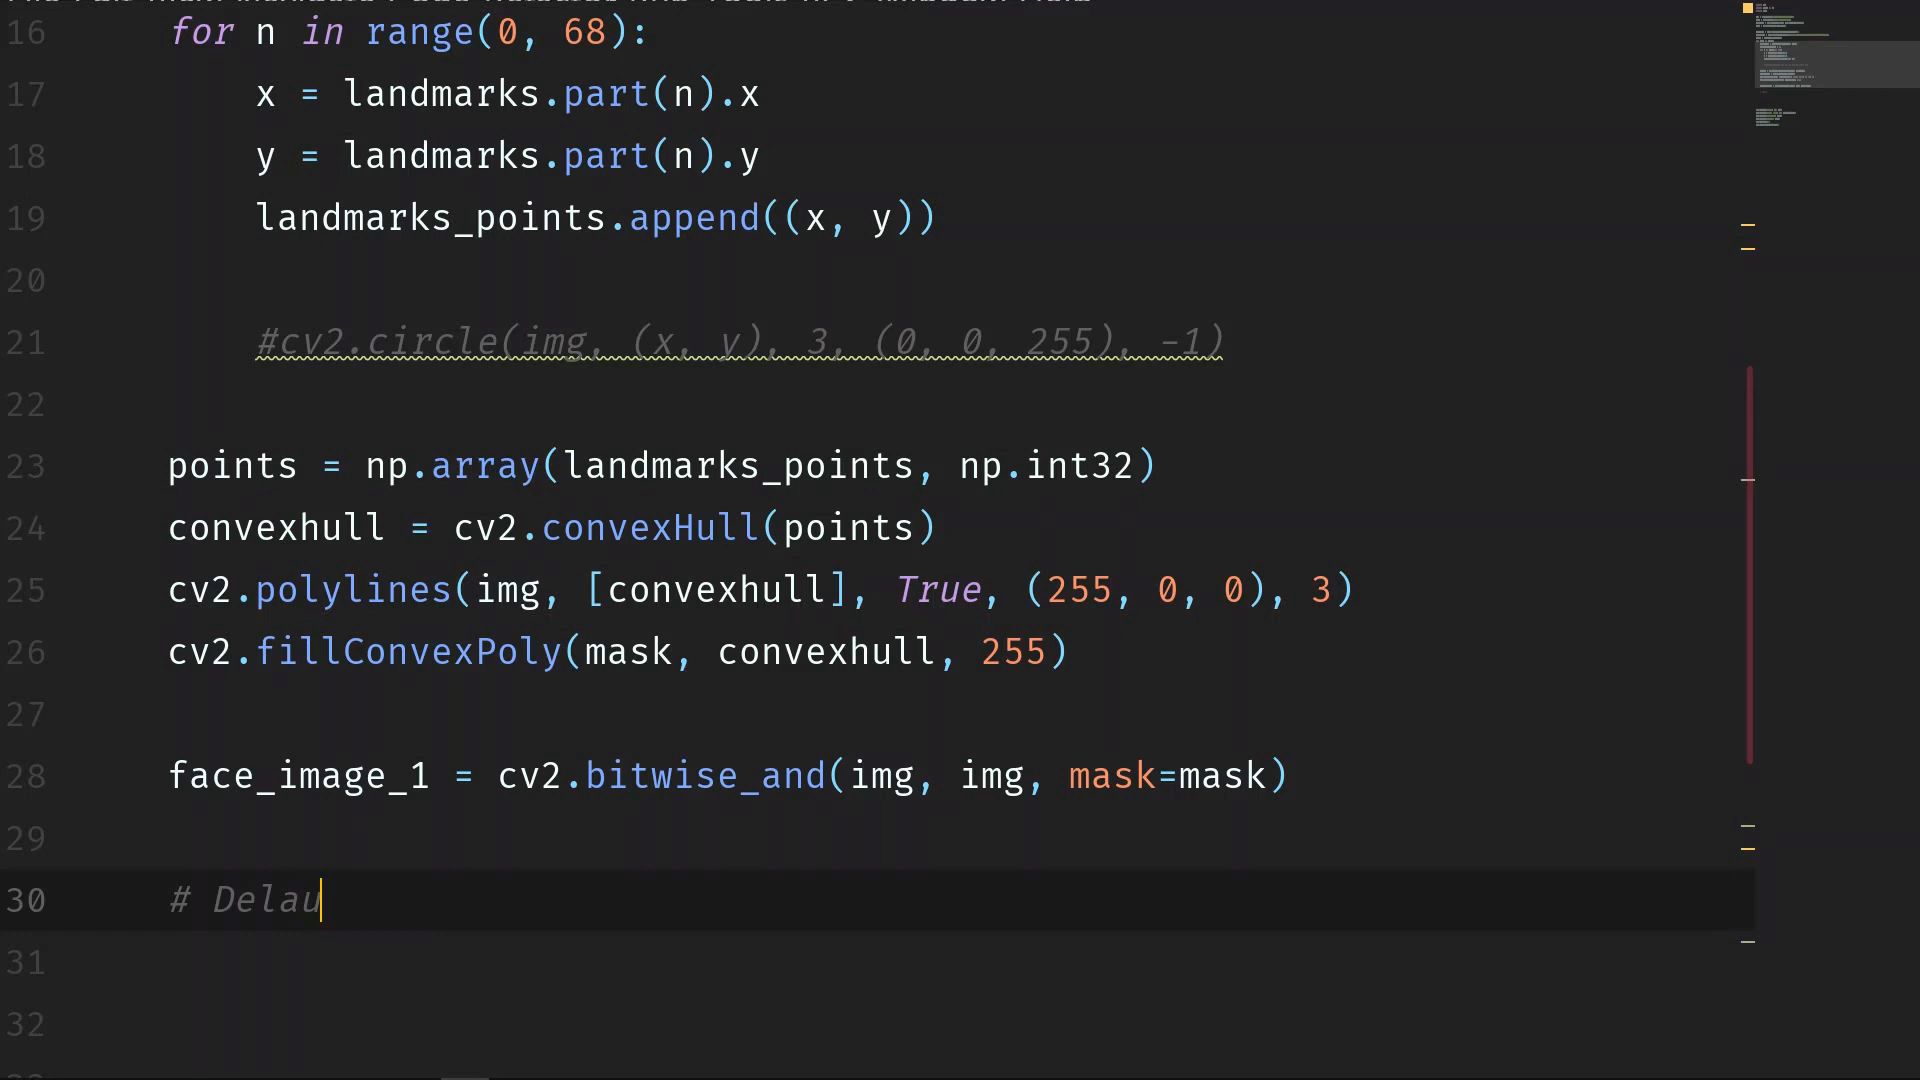 16 for n in range(0, 68):
17 x = landmarks.part(n).x
18 y = landmarks.part(n).y
19 landmarks_points.append((x, y))
20
21 #cv2.circle(img, (x, y), 3, (0, 0, 255), -1)
22
23 points = np.array(landmarks_points, np.int32)
24 convexhull = cv2.convexHull(points)
25 cv2.polylines(img, [convexhull], True, (255, 0, 0), 3)
26 cv2.fillConvexPoly(mask, convexhull, 255)
27
28 face_image_1 = cv2.bitwise_and(img, img, mask=mask)
29
30 # Delau
31
32